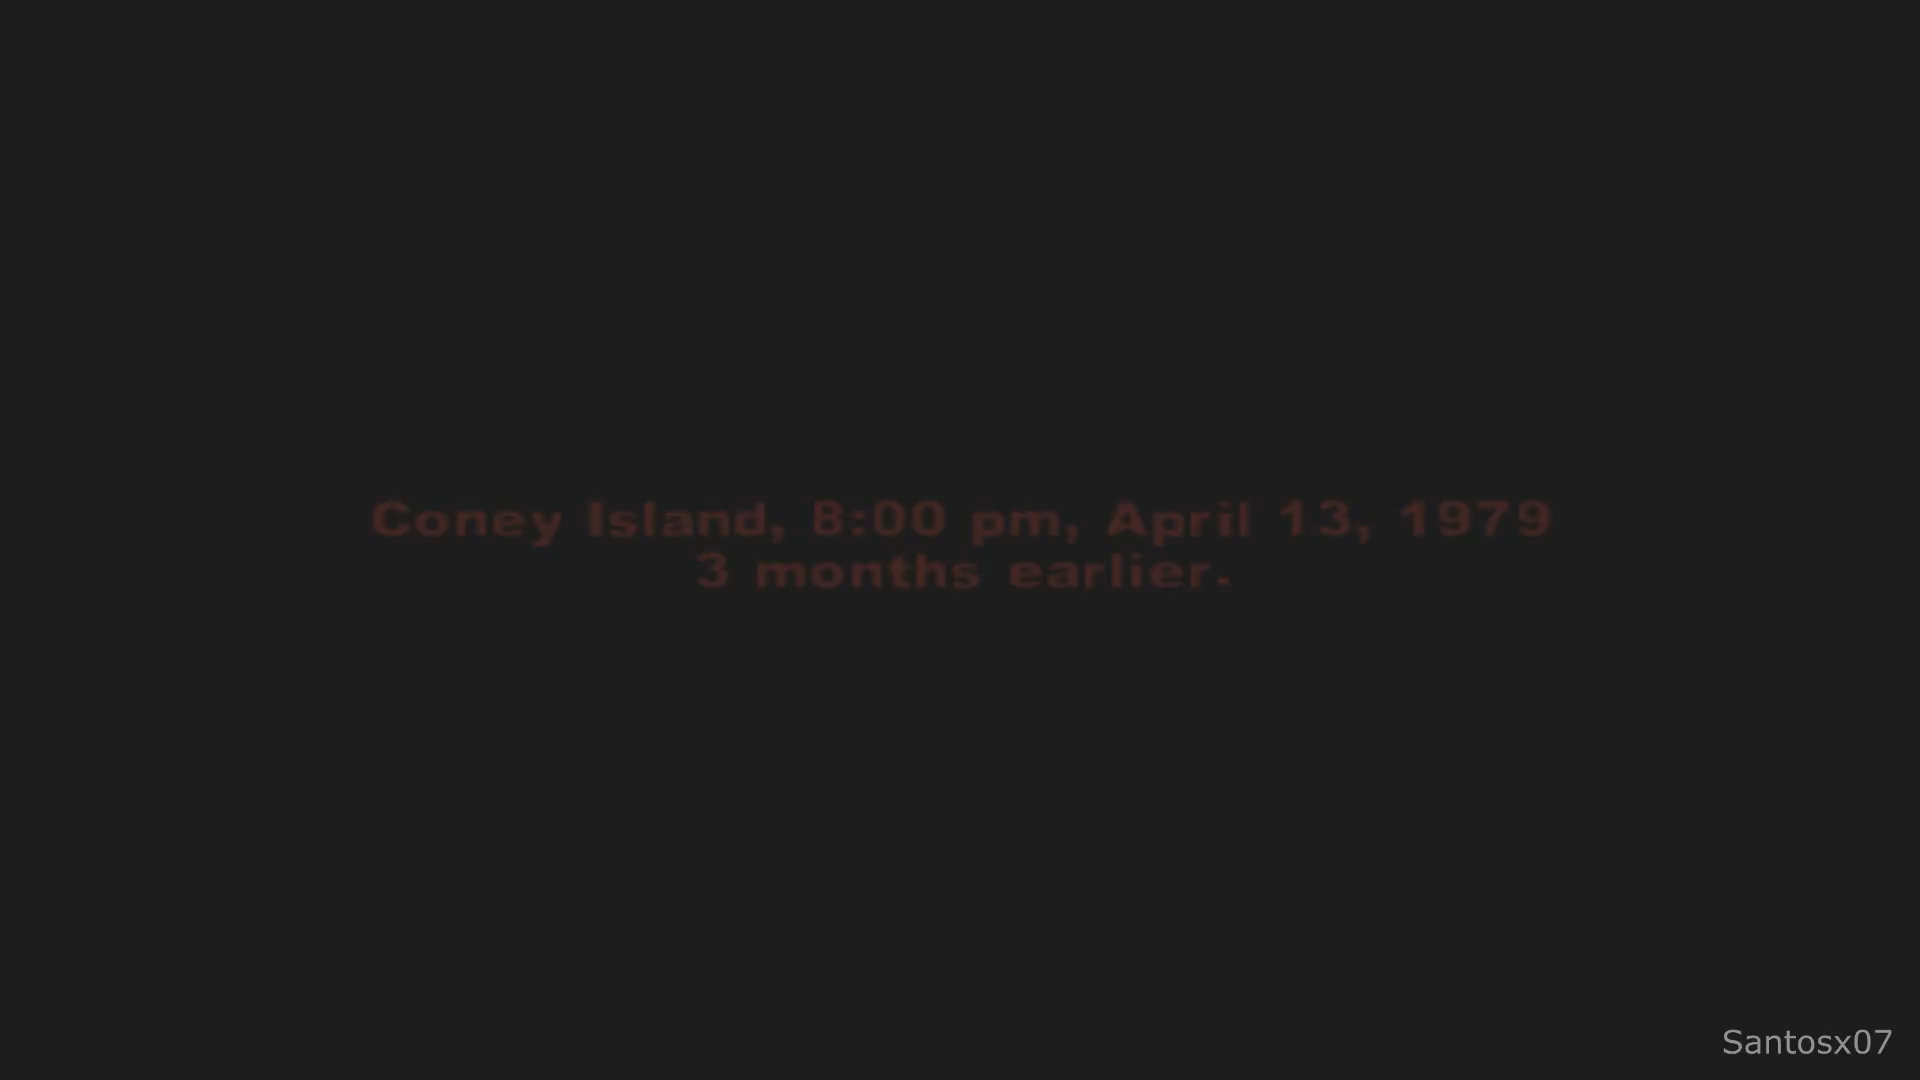 Coney Island, 8:00 pm, April 13, 1979
3 months earlier.
Santosx07